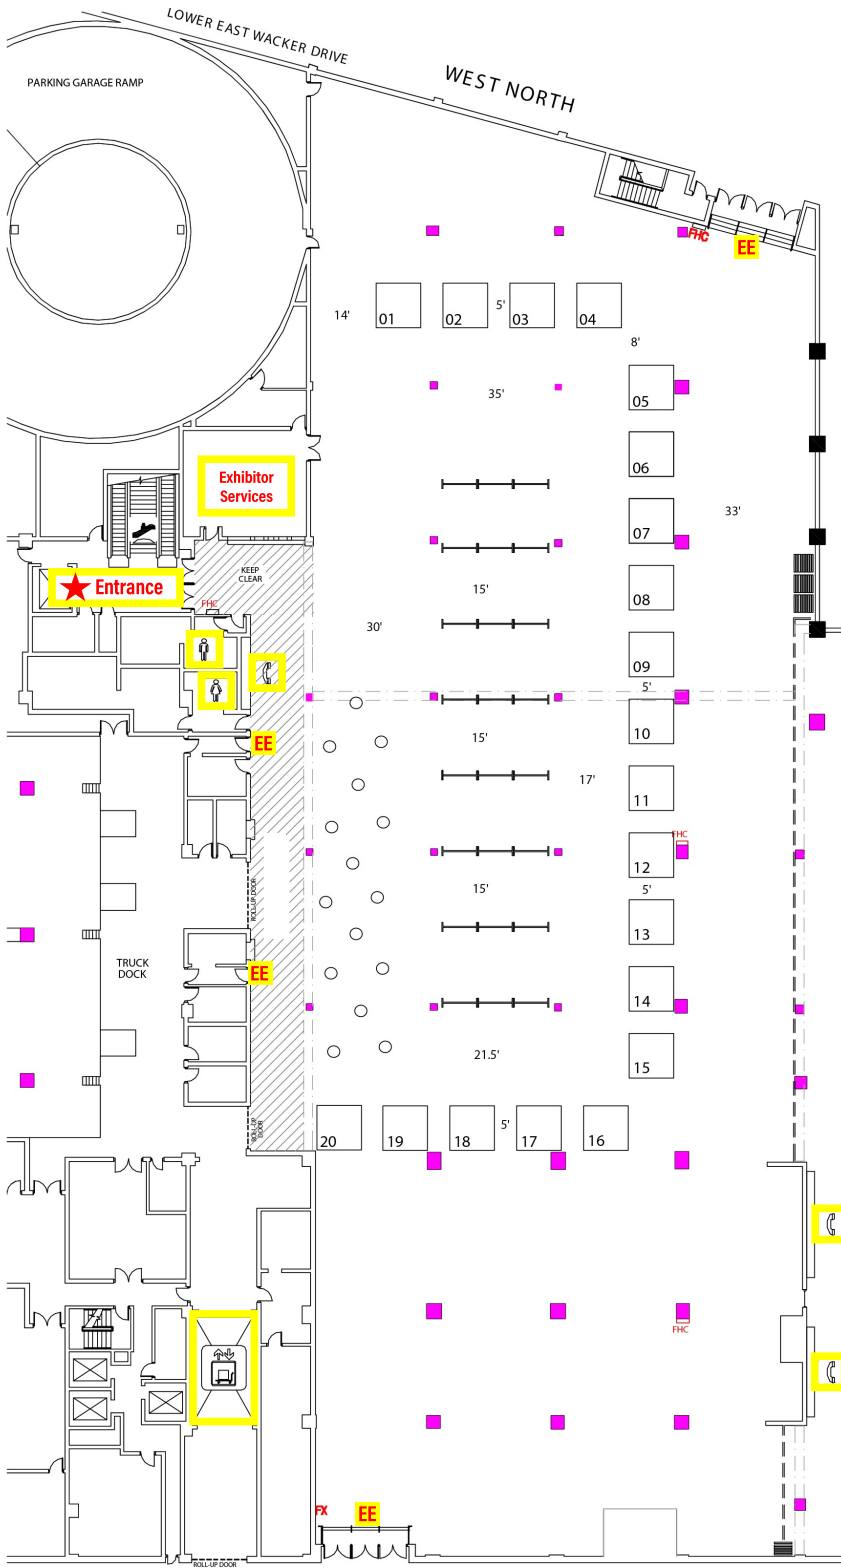 LOWER EAST WACKER DRIVE
WEST NORTH
PARKING GARAGE RAMP
FHC
EE
14'
01
02
5'
03
04
8'
35'
05
06
Exhibitor
Services
33'
07
KEEP
CLEAR
Entrance
15'
08
FHC
30'
09
5'
10
EE
15'
17'
11
FHC
12
ROLL-UP DOOR
15'
5'
13
TRUCK
DOCK
EE
14
21.5'
15
ROLL-UP
DOOR
20
19
18
5'
17
16
FHC
FX
EE
ROLL-UP DOOR